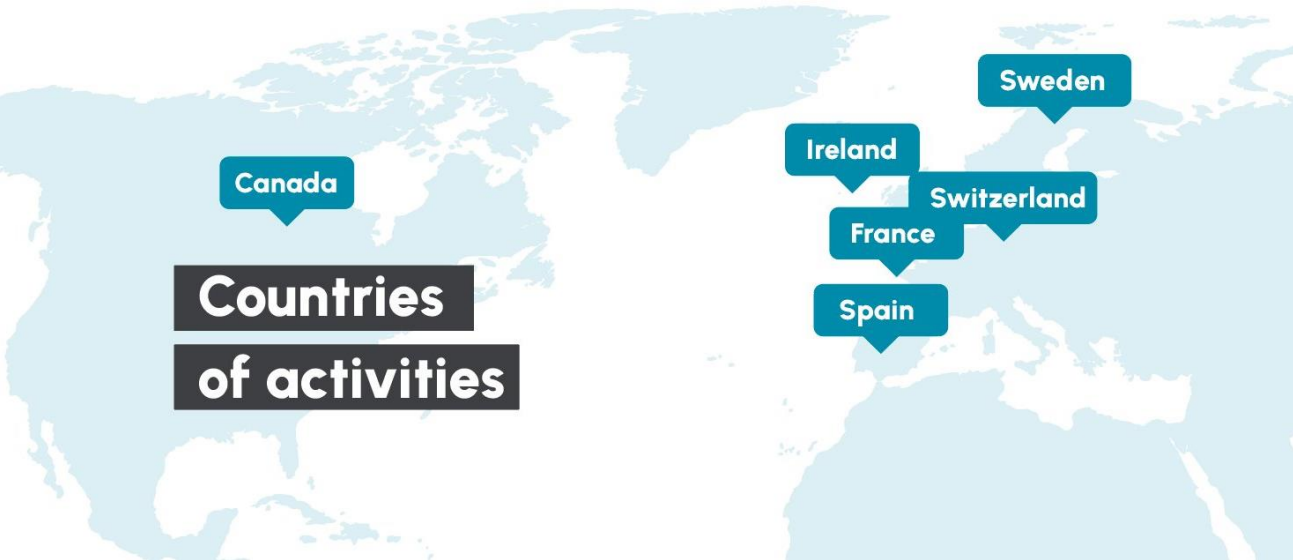 Sweden
Ireland
Canada
Switzerland
France
Countries
of activities
Spain